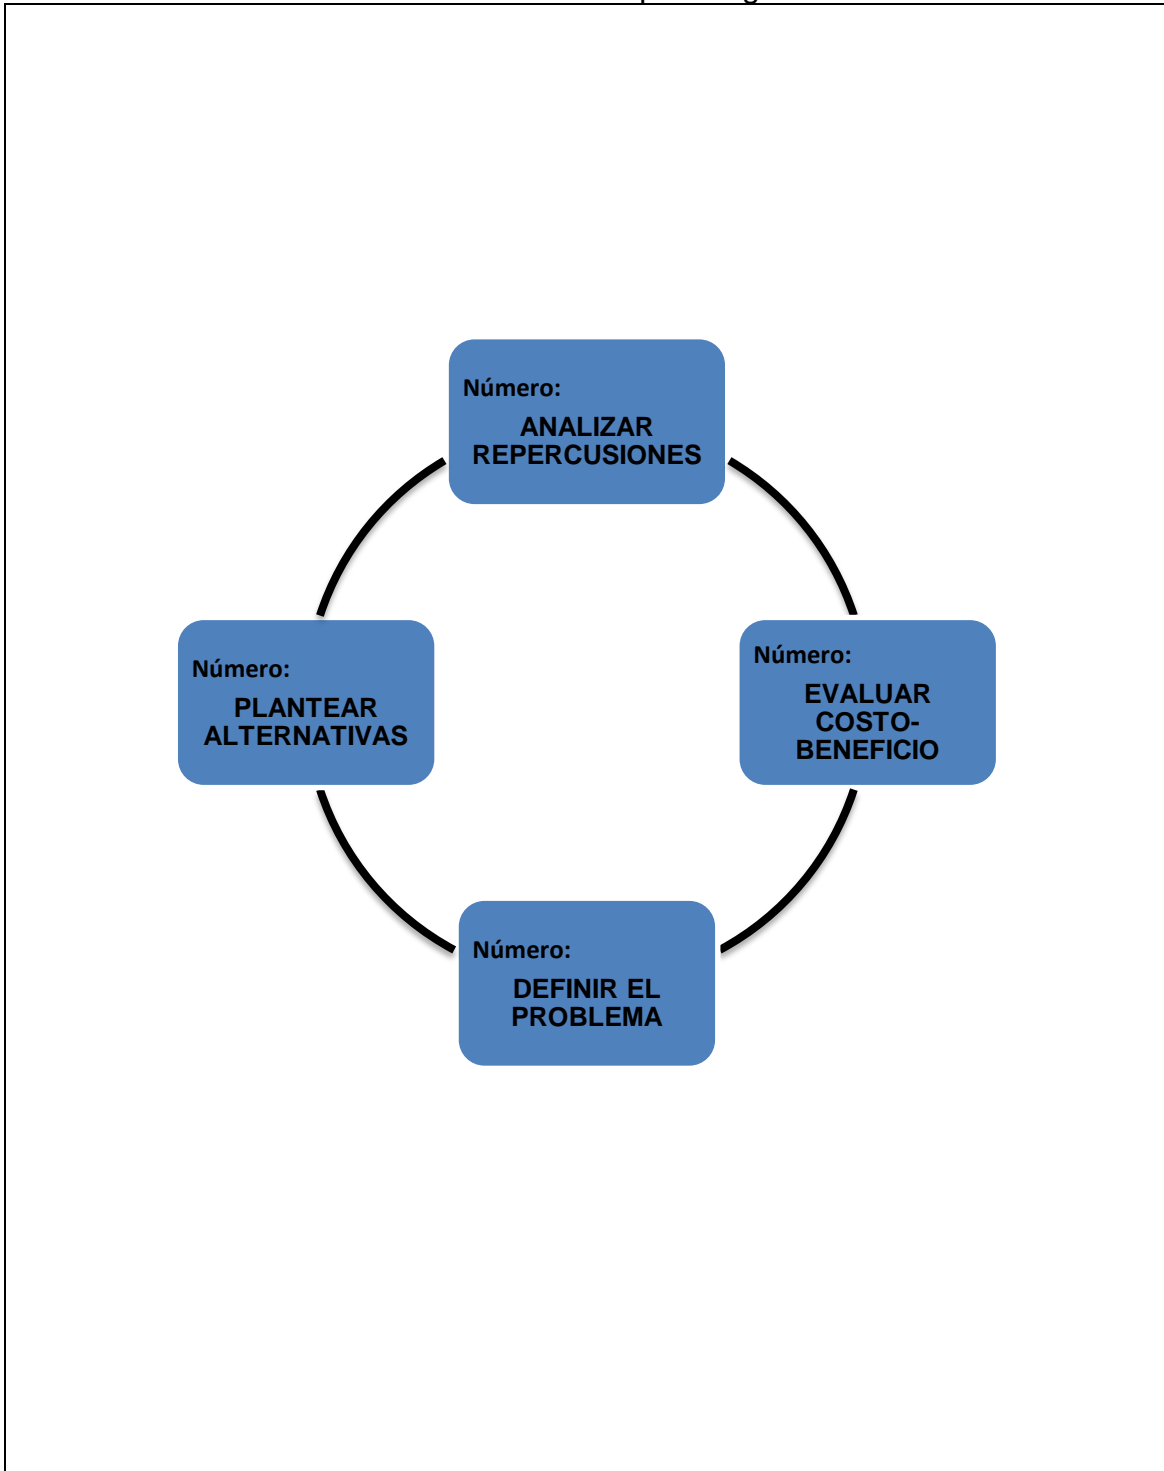 Número:
ANALIZAR
REPERCUSIONES
Número:
PLANTEAR
ALTERNATIVAS
Número:
EVALUAR
COSTO-
BENEFICIO
Número:
DEFINIR EL
PROBLEMA